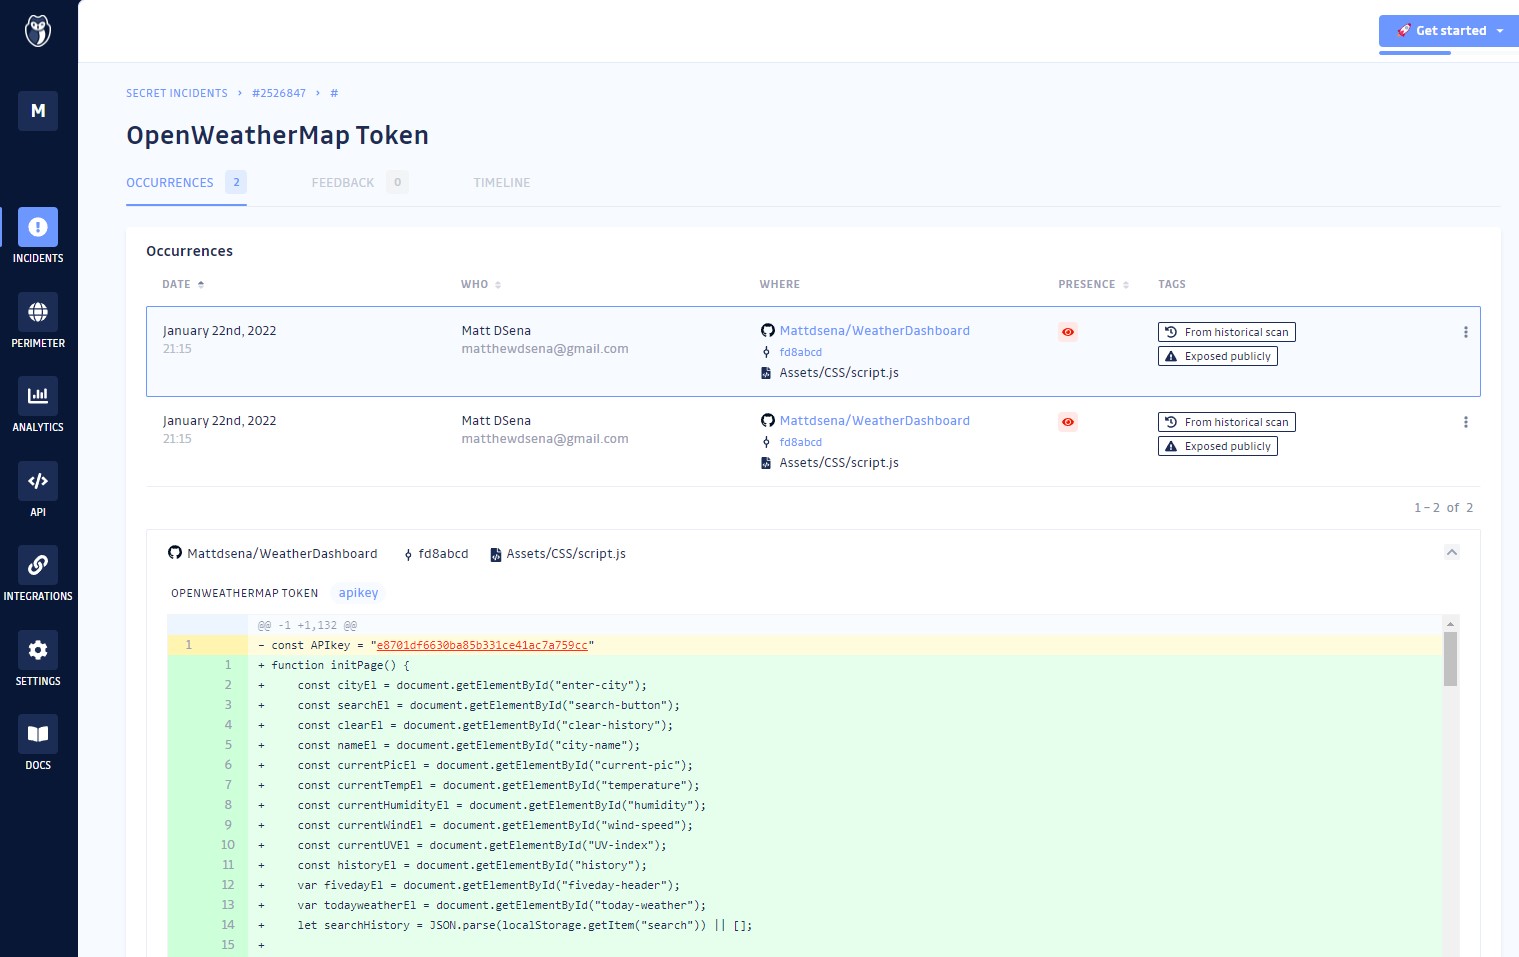 Get started
M
INCIDENTS
PERIMETER
ANALYTICS
API
INTEGRATIONS
SETTINGS
DOCS
SECRET INCIDENTS › #2526847 › #
OpenWeatherMap Token
OCCURRENCES 2 FEEDBACK 0 TIMELINE
Occurrences
DATE WHO WHERE PRESENCE TAGS
January 22nd, 2022 Matt DSena Mattdsena/WeatherDashboard From historical scan
21:15 matthewdsena@gmail.com fd8abcd Exposed publicly
Assets/CSS/script.js
January 22nd, 2022 Matt DSena Mattdsena/WeatherDashboard From historical scan
21:15 matthewdsena@gmail.com fd8abcd Exposed publicly
Assets/CSS/script.js
1-2 of 2
Mattdsena/WeatherDashboard fd8abcd Assets/CSS/script.js
OPENWEATHERMAP TOKEN apikey
@@ -1 +1,132 @@
1 - const APIkey = "e8701df6630ba85b331ce41ac7a759cc"
1 + function initPage() {
2 + const cityEl = document.getElementById("enter-city");
3 + const searchEl = document.getElementById("search-button");
4 + const clearEl = document.getElementById("clear-history");
5 + const nameEl = document.getElementById("city-name");
6 + const currentPicEl = document.getElementById("current-pic");
7 + const currentTempEl = document.getElementById("temperature");
8 + const currentHumidityEl = document.getElementById("humidity");
9 + const currentWindEl = document.getElementById("wind-speed");
10 + const currentUVEl = document.getElementById("UV-index");
11 + const historyEl = document.getElementById("history");
12 + var fivedayEl = document.getElementById("fiveday-header");
13 + var todayweatherEl = document.getElementById("today-weather");
14 + let searchHistory = JSON.parse(localStorage.getItem("search")) || [];
15 +